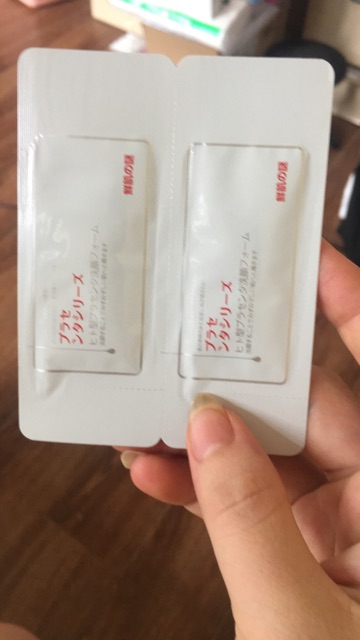 鮮肌の謎
プラセ
ンタシリーズ
ヒト型プラセンタ洗顔フォーム
鮮肌の謎
プラセ
ンタシリーズ
ヒト型プラセンタ洗顔フォーム